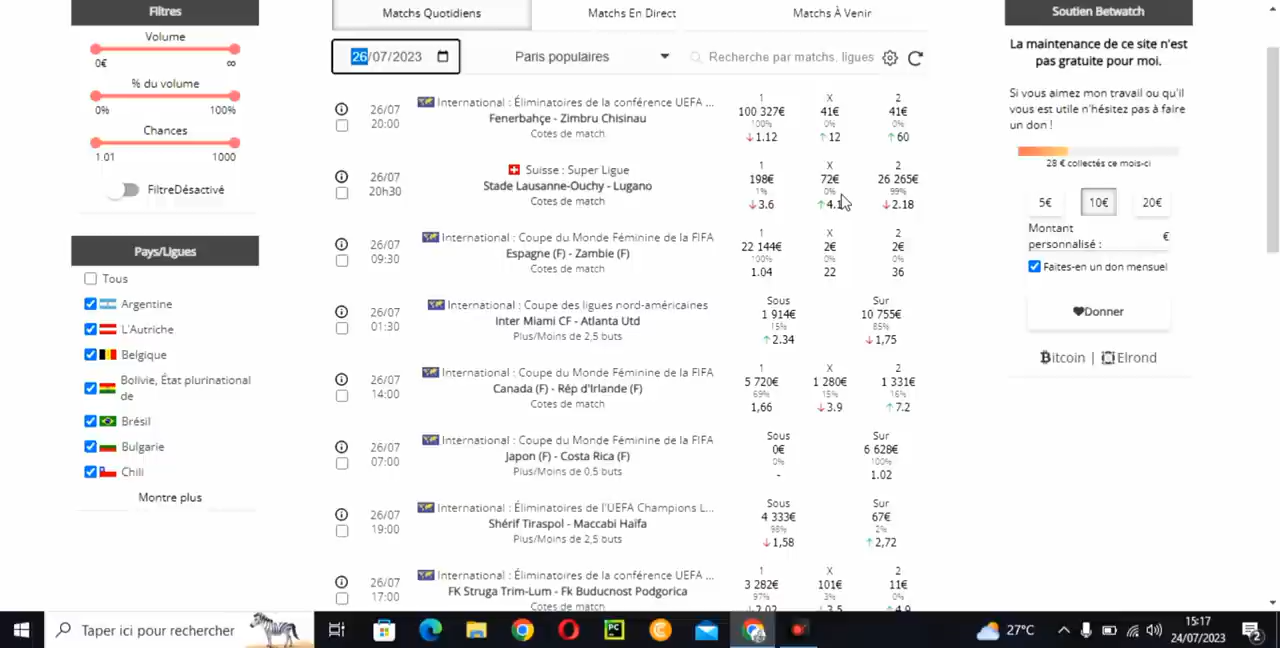 Filtres
Volume
0€ ∞
% du volume
0% 100%
Chances
1.01 1000
FiltreDésactivé
Pays/Ligues
Tous
Argentine
L'Autriche
Belgique
Bolivie, État plurinational
de
Brésil
Bulgarie
Chili
Montre plus
Matchs Quotidiens Matchs En Direct Matchs À Venir
26/07/2023 Paris populaires Recherche par matchs, ligues
26/07
20:00
International : Éliminatoires de la conférence UEFA ...
Fenerbahçe - Zimbru Chisinau
Cotes de match
1 X 2
100 327€ 41€ 41€
100% 0% 0%
↓1.12 ↑12 ↑60
26/07
20h30
Suisse : Super Ligue
Stade Lausanne-Ouchy - Lugano
Cotes de match
1 X 2
198€ 72€ 26 265€
1% 0% 99%
↓3.6 ↑4.1 ↓2.18
26/07
09:30
International : Coupe du Monde Féminine de la FIFA
Espagne (F) - Zambie (F)
Cotes de match
1 X 2
22 144€ 2€ 2€
100% 0% 0%
1.04 22 36
26/07
01:30
International : Coupe des ligues nord-américaines
Inter Miami CF - Atlanta Utd
Plus/Moins de 2,5 buts
Sous Sur
1 914€ 10 755€
15% 85%
↑2.34 ↓1,75
26/07
14:00
International : Coupe du Monde Féminine de la FIFA
Canada (F) - Rép d'Irlande (F)
Cotes de match
1 X 2
5 720€ 1 280€ 1 331€
69% 15% 16%
1,66 ↓3.9 ↑7.2
26/07
07:00
International : Coupe du Monde Féminine de la FIFA
Japon (F) - Costa Rica (F)
Plus/Moins de 0,5 buts
Sous Sur
0€ 6 628€
0% 100%
- 1.02
26/07
19:00
International : Éliminatoires de l'UEFA Champions L...
Shérif Tiraspol - Maccabi Haïfa
Plus/Moins de 2,5 buts
Sous Sur
4 333€ 67€
98% 2%
↓1,58 ↑2,72
26/07
17:00
International : Éliminatoires de la conférence UEFA ...
FK Struga Trim-Lum - Fk Buducnost Podgorica
Cotes de match
1 X 2
3 282€ 101€ 11€
97% 3% 0%
↓2.02 ↓3.5 ↑4.9
Soutien Betwatch
La maintenance de ce site n'est
pas gratuite pour moi.
Si vous aimez mon travail ou qu'il
vous est utile n'hésitez pas à faire
un don !
28 € collectés ce mois-ci
5€ 10€ 20€
Montant
personnalisé : €
Faites-en un don mensuel
Donner
Bitcoin | Elrond
Taper ici pour rechercher
PC
27°C
15:17
24/07/2023
2